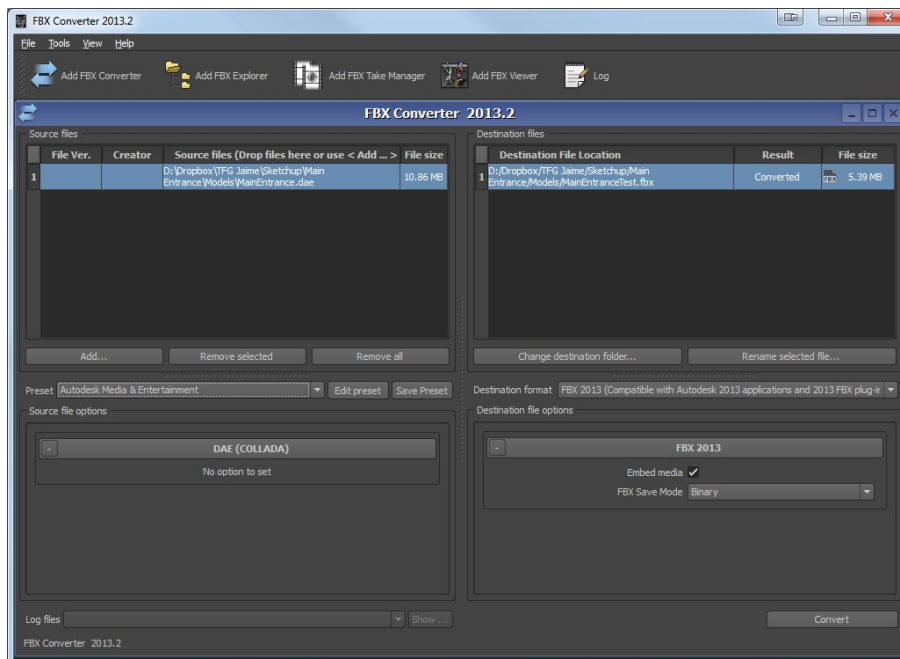 FBX Converter 2013.2
File Tools View Help
Add FBX Converter Add FBX Explorer Add FBX Take Manager Add FBX Viewer Log
FBX Converter 2013.2
Source files
File Ver. Creator Source files (Drop files here or use < Add ... > File size
1 D:\Dropbox\TFG Jaime\Sketchup\Main
Entrance\Models\MainEntrance.dae 10.86 MB
Destination files
Destination File Location Result File size
1 D:/Dropbox/TFG Jaime/Sketchup/Main
Entrance/Models/MainEntranceTest.fbx Converted FBX 5.39 MB
Add... Remove selected Remove all
Change destination folder... Rename selected file...
Preset Autodesk Media & Entertainment Edit preset Save Preset
Destination format FBX 2013 (Compatible with Autodesk 2013 applications and 2013 FBX plug-ir
Source file options
- DAE (COLLADA)
No option to set
Destination file options
- FBX 2013
Embed media
FBX Save Mode Binary
Log files Show ...
Convert
FBX Converter 2013.2